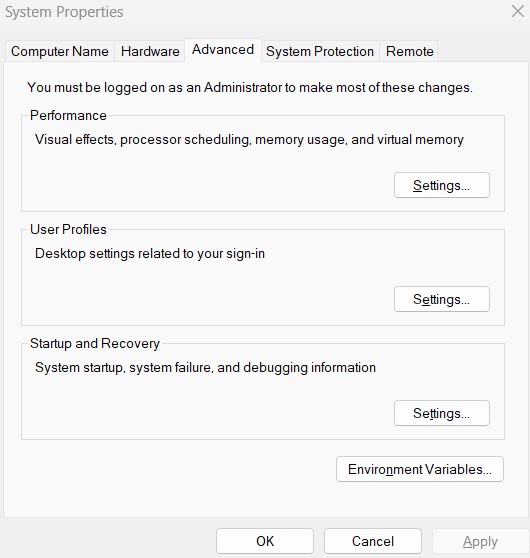 System Properties
Computer Name Hardware Advanced System Protection Remote
You must be logged on as an Administrator to make most of these changes.
Performance
Visual effects, processor scheduling, memory usage, and virtual memory
Settings...
User Profiles
Desktop settings related to your sign-in
Settings...
Startup and Recovery
System startup, system failure, and debugging information
Settings...
Environment Variables...
OK Cancel Apply